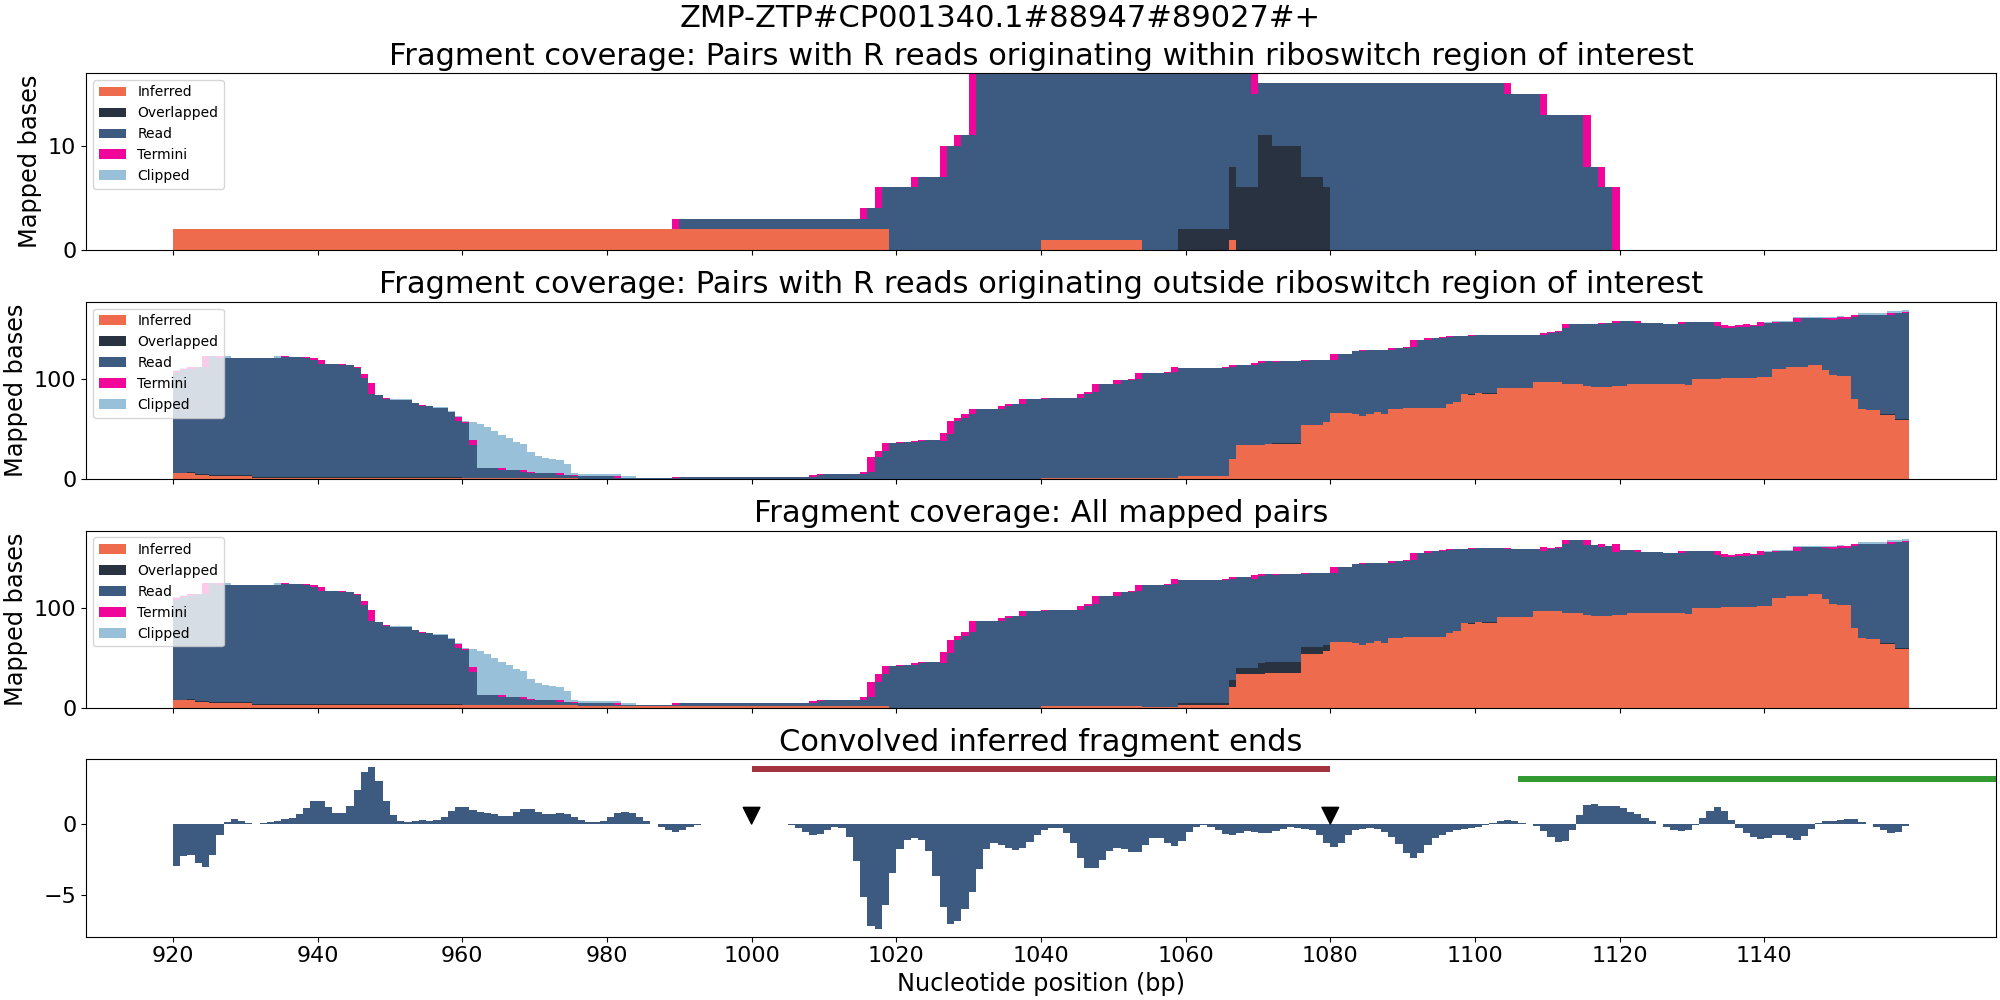 ZMP-ZTP#CP001340.1#88947#89027#+
Fragment coverage: Pairs with R reads originating within riboswitch region of interest
Mapped bases
10
0
Inferred
Overlapped
Read
Termini
Clipped
Fragment coverage: Pairs with R reads originating outside riboswitch region of interest
Mapped bases
100
0
Inferred
Overlapped
Read
Termini
Clipped
Fragment coverage: All mapped pairs
Mapped bases
100
0
Inferred
Overlapped
Read
Termini
Clipped
Convolved inferred fragment ends
0
−5
920 940 960 980 1000 1020 1040 1060 1080 1100 1120 1140
Nucleotide position (bp)